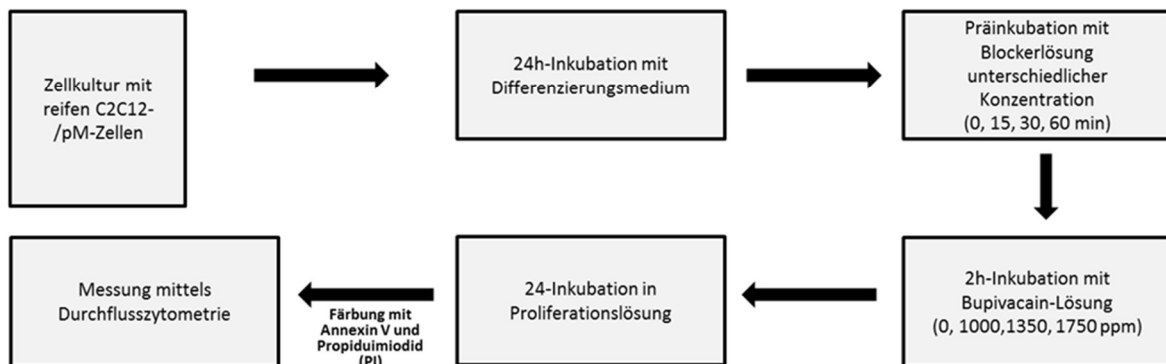 Zellkultur mit
reifen C2C12-
/pM-Zellen
24h-Inkubation mit
Differenzierungsmedium
Präinkubation mit
Blockerlösung
unterschiedlicher
Konzentration
(0, 15, 30, 60 min)
2h-Inkubation mit
Bupivacain-Lösung
(0, 1000,1350, 1750 ppm)
24-Inkubation in
Proliferationslösung
Färbung mit
Annexin V und
Propiduimiodid
(PI)
Messung mittels
Durchflusszytometrie